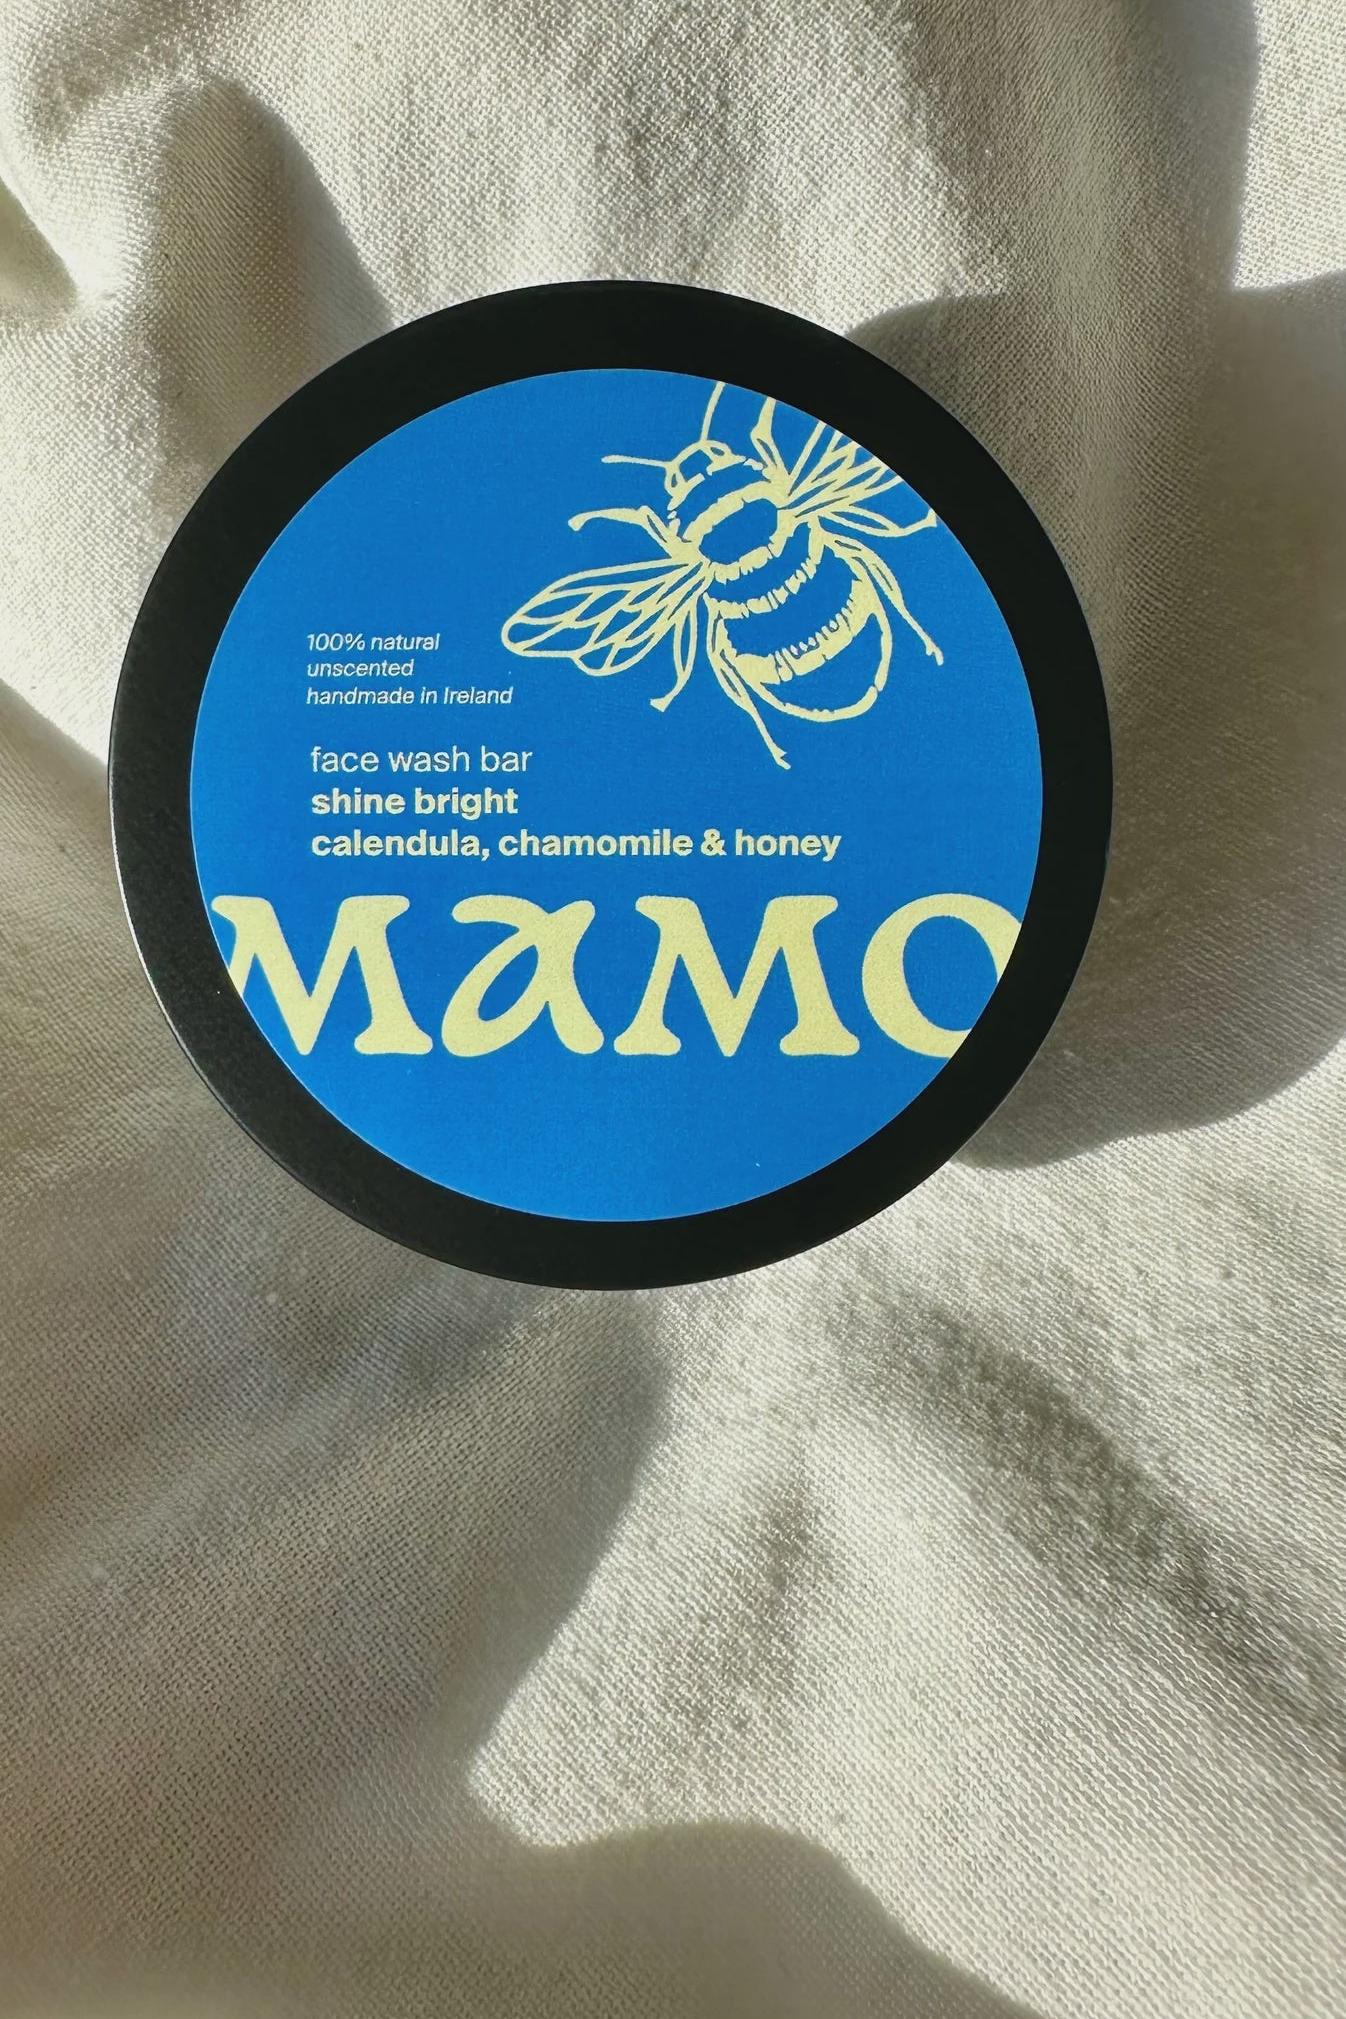 100% natural
unscented
handmade in Ireland
face wash bar
shine bright
calendula, chamomile & honey
MaMO